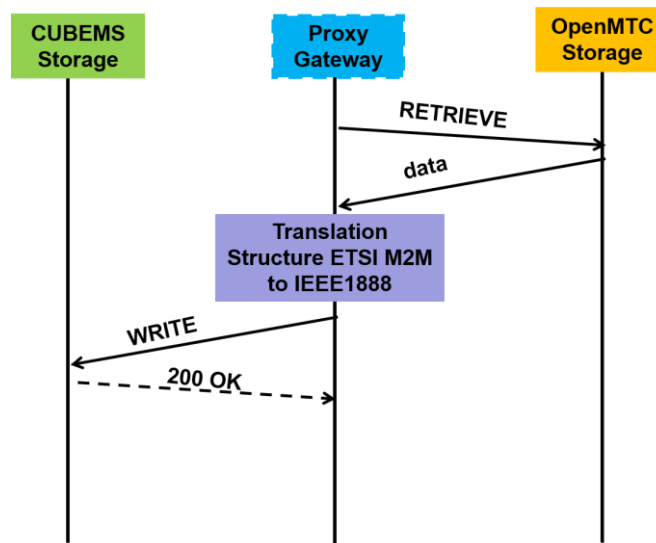 CUBEMS
Storage
Proxy
Gateway
OpenMTC
Storage
RETRIEVE
data
Translation
Structure ETSI M2M
to IEEE1888
WRITE
200 OK